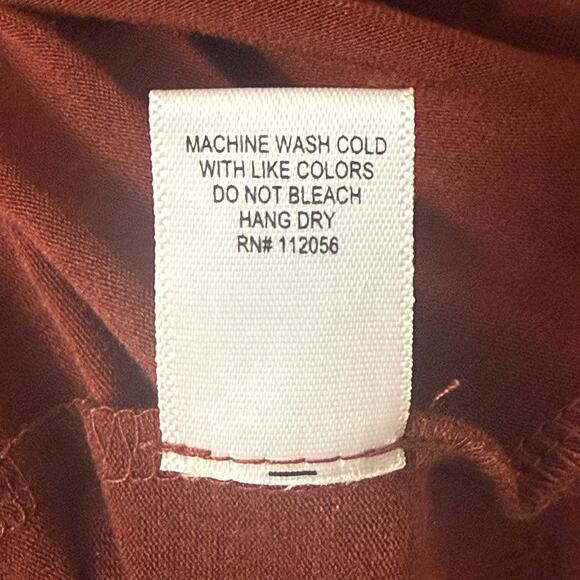 MACHINE WASH COLD
WITH LIKE COLORS
DO NOT BLEACH
HANG DRY
RN# 112056